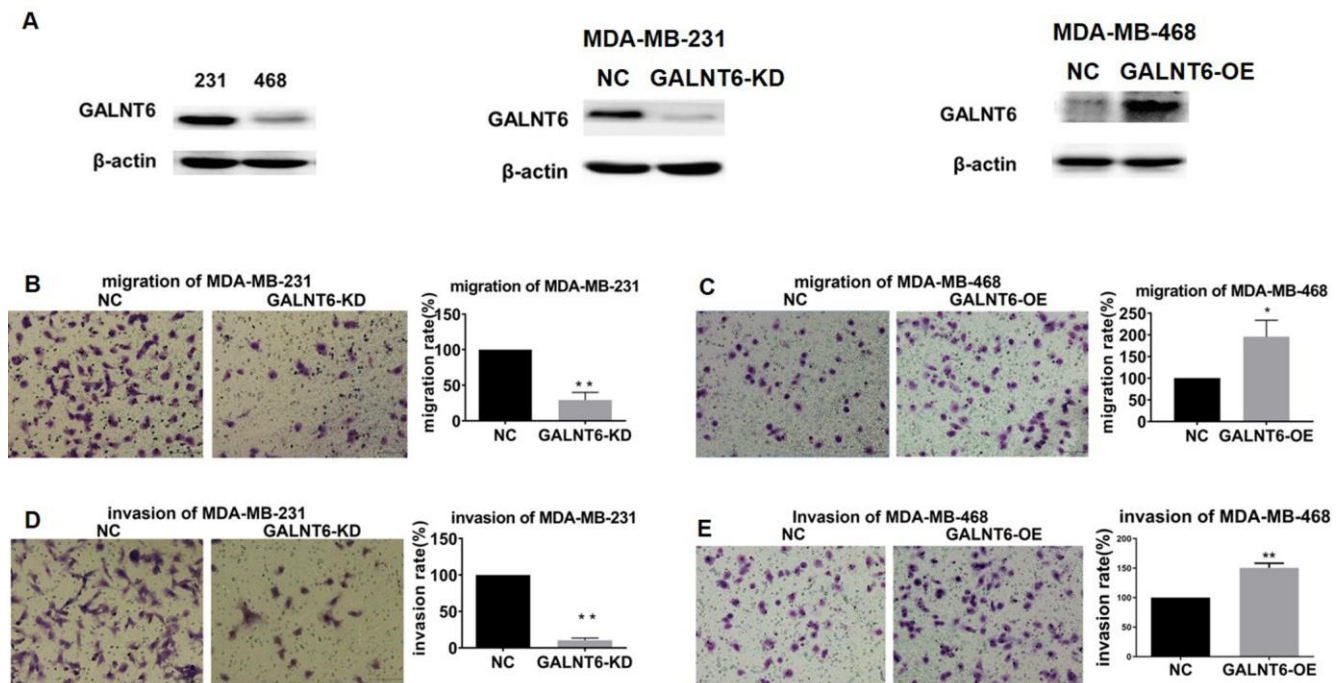 A
231 468
GALNT6
β-actin
MDA-MB-231
NC GALNT6-KD
GALNT6
β-actin
MDA-MB-468
NC GALNT6-OE
GALNT6
β-actin
B
migration of MDA-MB-231
NC GALNT6-KD
migration of MDA-MB-231
migration rate(%)
150
100
50
0
**
NC GALNT6-KD
C
migration of MDA-MB-468
NC GALNT6-OE
migration of MDA-MB-468
migration rate(%)
250
200
150
100
50
0
*
NC GALNT6-OE
D
invasion of MDA-MB-231
NC GALNT6-KD
invasion of MDA-MB-231
invasion rate(%)
150
100
50
0
**
NC GALNT6-KD
E
Invasion of MDA-MB-468
NC GALNT6-OE
invasion of MDA-MB-468
invasion rate(%)
150
100
50
0
**
NC GALNT6-OE